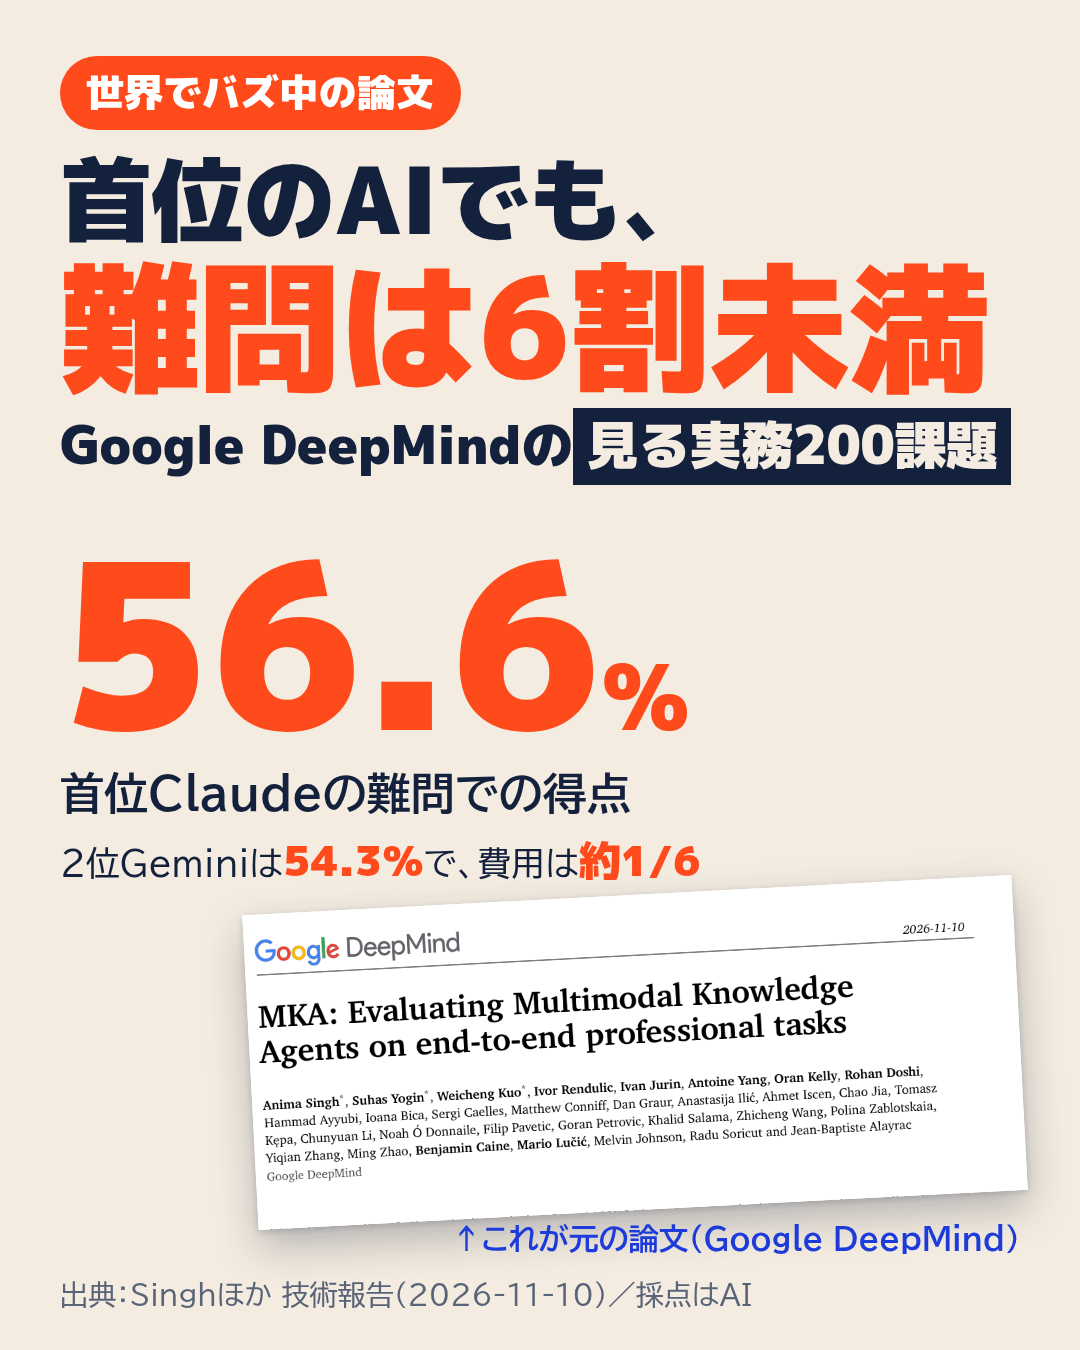 世界でバズ中の論文
首位のAIでも、
難問は6割未満
Google DeepMindの見る実務200課題
56.6%
首位Claudeの難問での得点
2位Geminiは54.3%で、費用は約1/6
Google DeepMind
2026-11-10
MKA: Evaluating Multimodal Knowledge
Agents on end-to-end professional tasks
Anima Singh*, Suhas Yogin*, Weicheng Kuo*, Ivor Rendulic, Ivan Jurin, Antoine Yang, Oran Kelly, Rohan Doshi,
Hammad Ayyubi, Ioana Bica, Sergi Caelles, Matthew Conniff, Dan Graur, Anastasija Ilić, Ahmet Iscen, Chao Jia, Tomasz
Kępa, Chunyuan Li, Noah Ó Donnaile, Filip Pavetic, Goran Petrovic, Khalid Salama, Zhicheng Wang, Polina Zablotskaia,
Yiqian Zhang, Ming Zhao, Benjamin Caine, Mario Lučić, Melvin Johnson, Radu Soricut and Jean-Baptiste Alayrac
Google DeepMind
↑これが元の論文(Google DeepMind)
出典:Singhほか 技術報告(2026-11-10)／採点はAI